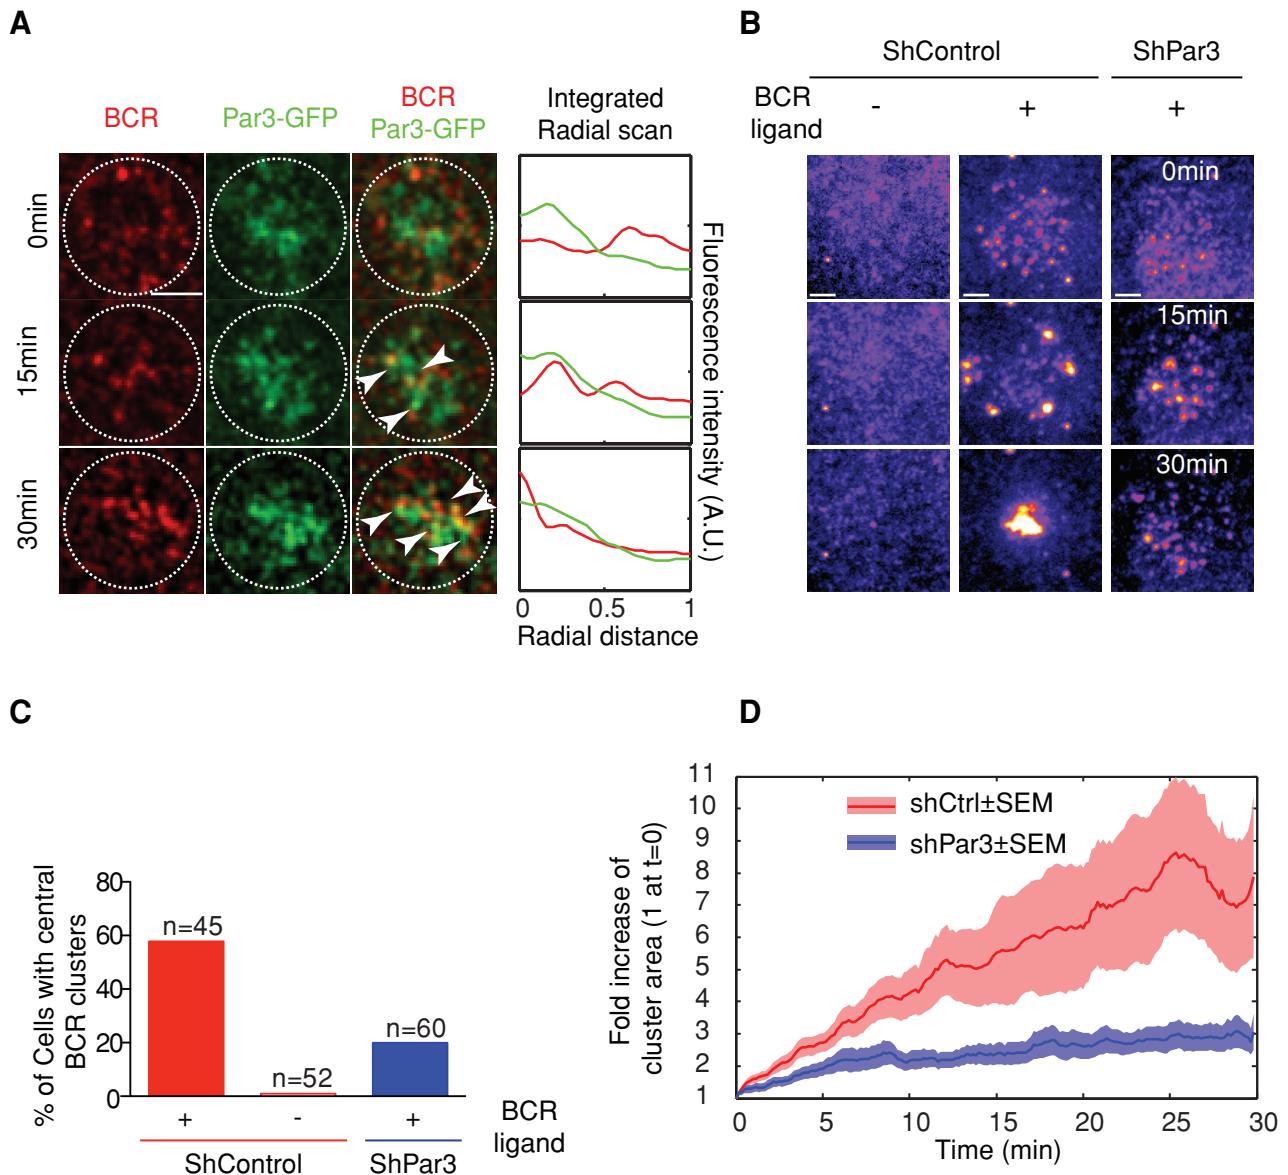 A
BCR
Par3-GFP
BCR
Par3-GFP
Integrated
Radial scan
0min
15min
30min
Fluorescence intensity (A.U.)
0
0.5
1
Radial distance
B
ShControl
ShPar3
BCR
ligand
-
+
+
0min
15min
30min
C
% of Cells with central
BCR clusters
80
60
40
20
0
n=45
n=52
n=60
+
-
+
BCR
ligand
ShControl
ShPar3
D
Fold increase of
cluster area (1 at t=0)
11
10
9
8
7
6
5
4
3
2
1
shCtrl±SEM
shPar3±SEM
0
5
10
15
20
25
30
Time (min)